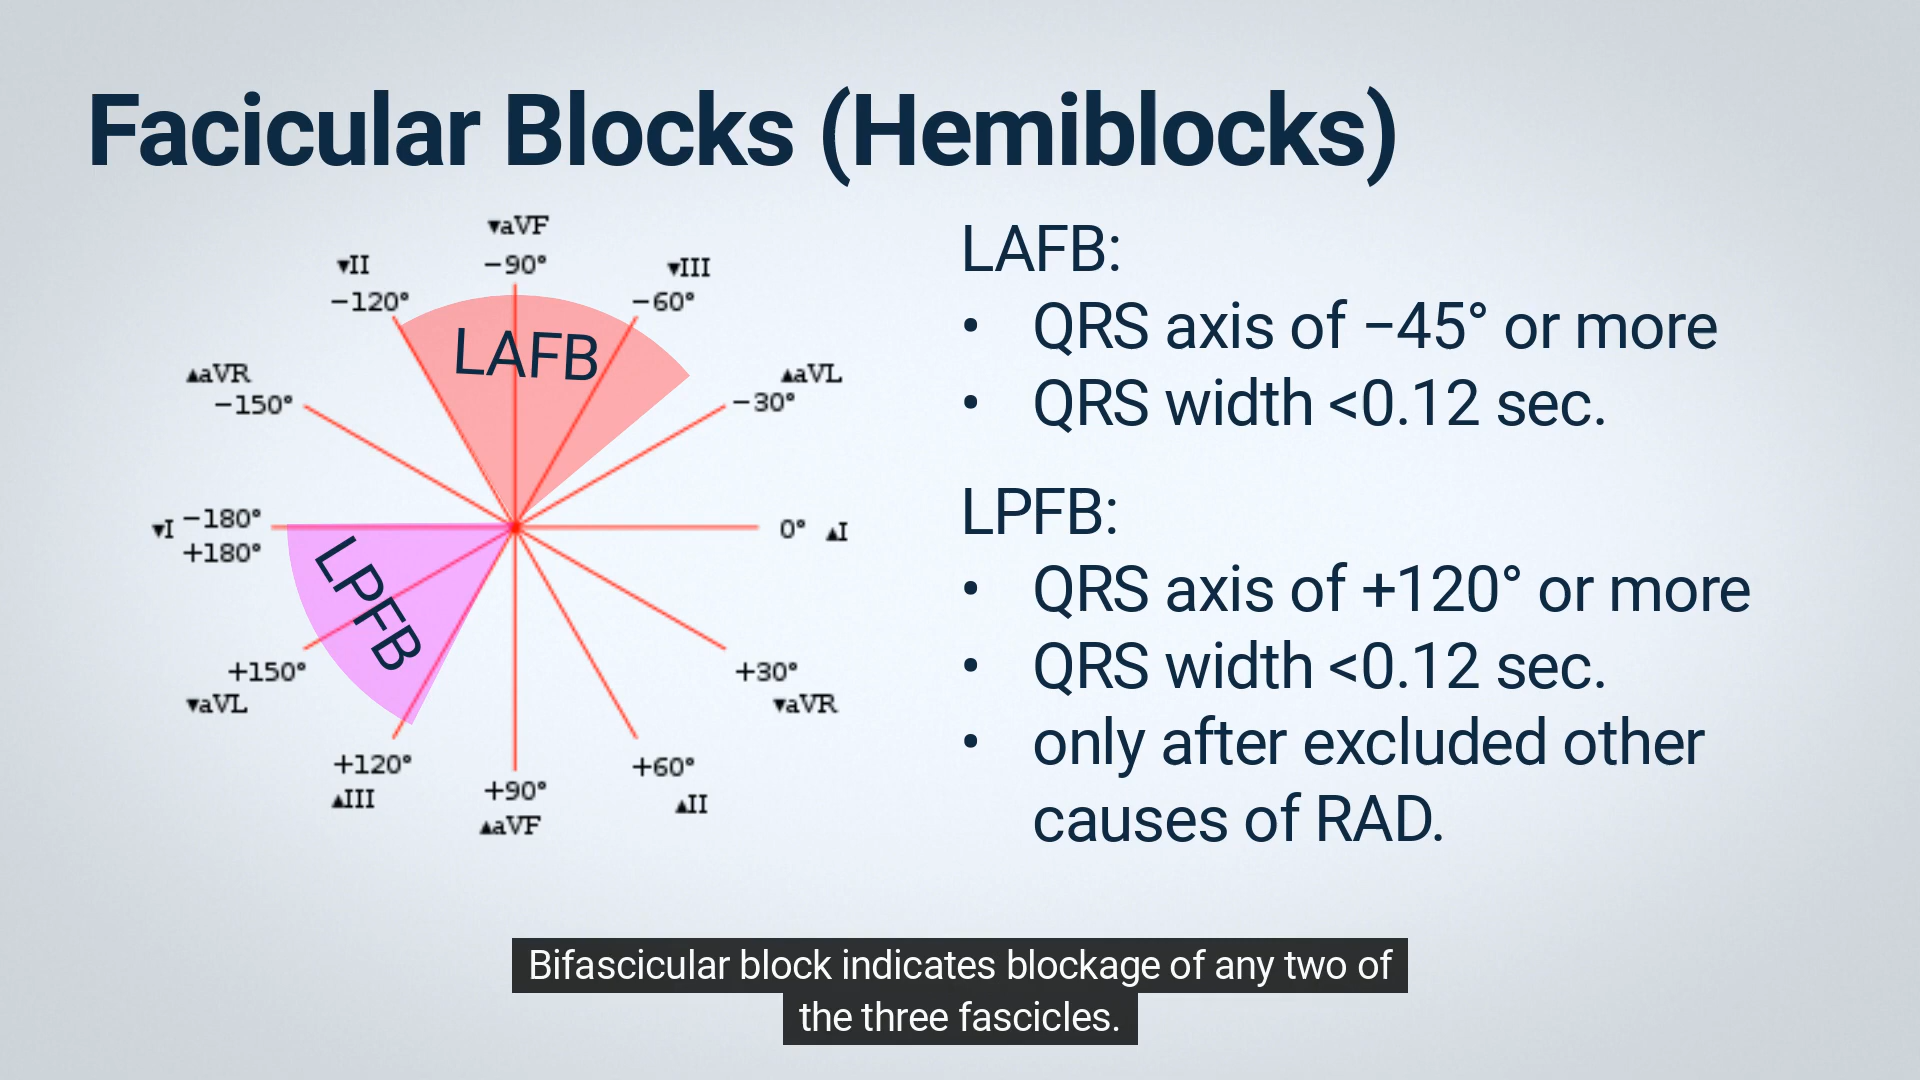 Facicular Blocks (Hemiblocks)
▾aVF
−90°
▾II
−120°
▾III
−60°
LAFB
▴aVR
−150°
▴aVL
−30°
▾I
−180°
+180°
0° ▴I
LPFB
+150°
▾aVL
+30°
▾aVR
+120°
▴III
+90°
▴aVF
+60°
▴II
LAFB:
• QRS axis of −45° or more
• QRS width <0.12 sec.
LPFB:
• QRS axis of +120° or more
• QRS width <0.12 sec.
• only after excluded other
causes of RAD.
Bifascicular block indicates blockage of any two of
the three fascicles.